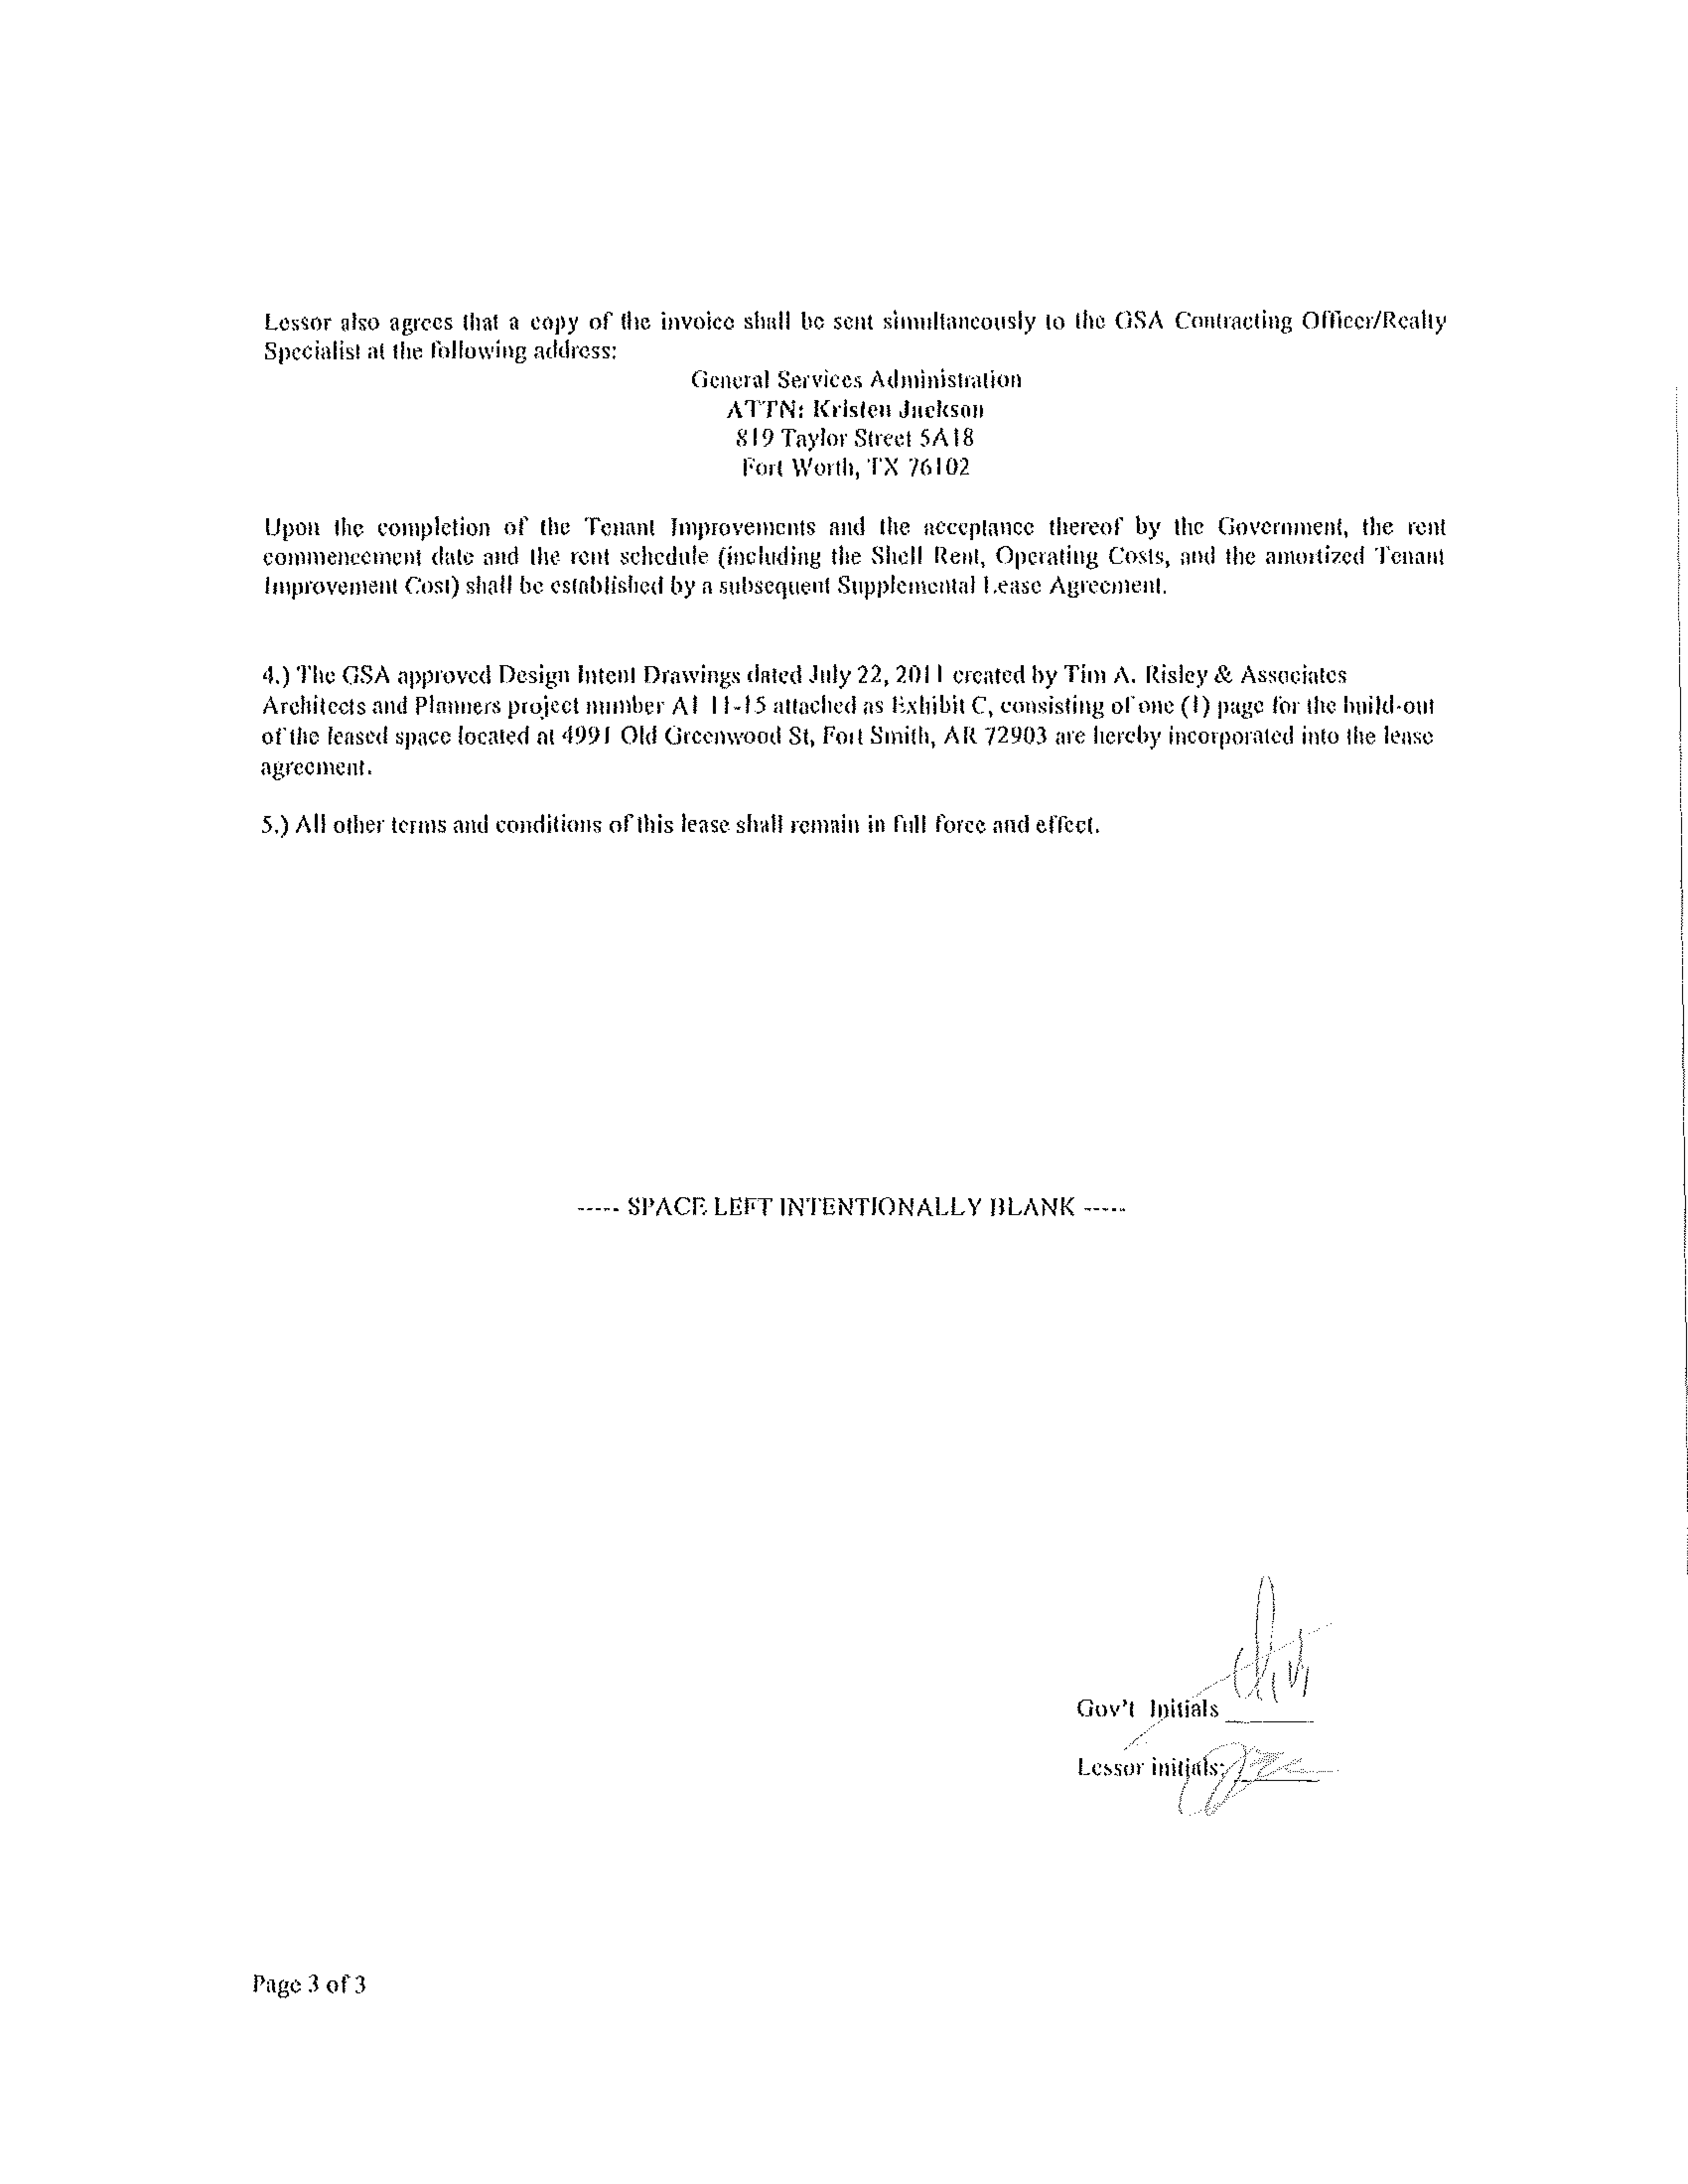 Lessor also agrees that a copy of the invoice shall be sent simultaneously to the GSA Contracting Officer/Realty
Specialist at the following address:
General Services Administration
ATTN: Kristen Jackson
819 Taylor Street 5A18
Fort Worth, TX 76102
Upon the completion of the Tenant Improvements and the acceptance thereof by the Government, the rent
commencement date and the rent schedule (including the Shell Rent, Operating Costs, and the amortized Tenant
Improvement Cost) shall be established by a subsequent Supplemental Lease Agreement.
4.) The GSA approved Design Intent Drawings dated July 22, 2011 created by Tim A. Risley & Associates
Architects and Planners project number A1 11-15 attached as Exhibit C, consisting of one (1) page for the build-out
of the leased space located at 4991 Old Greenwood St, Fort Smith, AR 72903 are hereby incorporated into the lease
agreement.
5.) All other terms and conditions of this lease shall remain in full force and effect.
----- SPACE LEFT INTENTIONALLY BLANK -----
Gov't Initials
Lessor initials:
Page 3 of 3